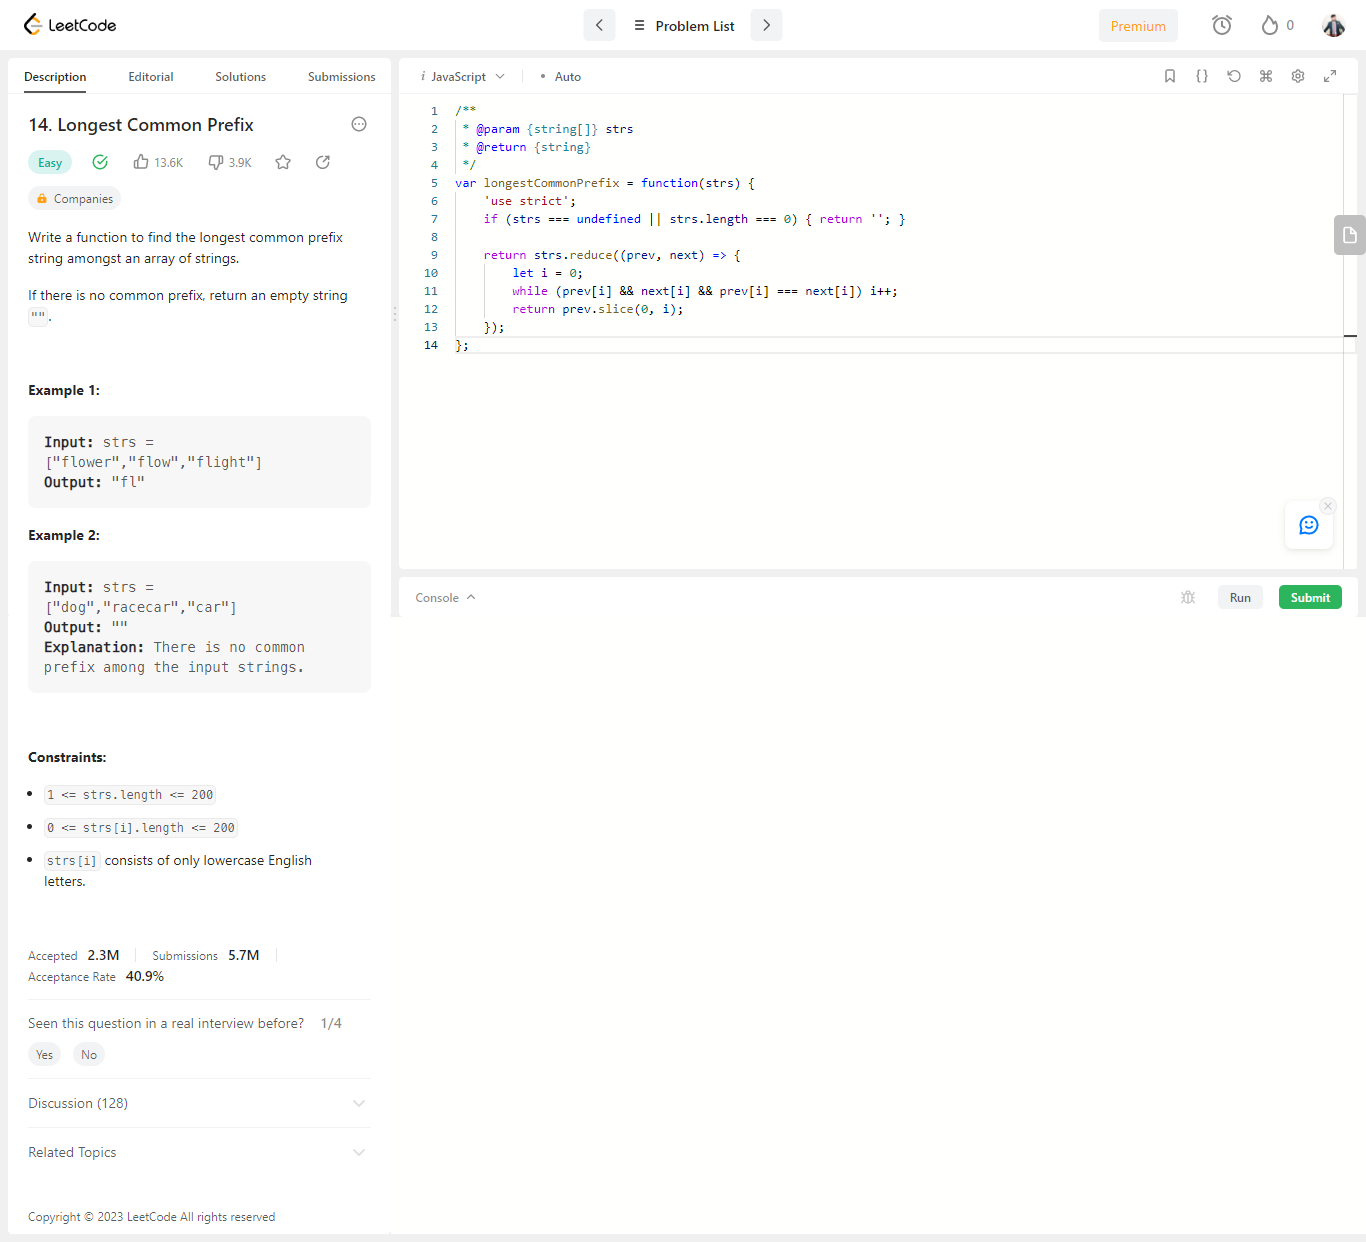 LeetCode
Problem List
Premium
0
Description
Editorial
Solutions
Submissions
14. Longest Common Prefix
Easy
13.6K
3.9K
Companies
Write a function to find the longest common prefix
string amongst an array of strings.
If there is no common prefix, return an empty string
"".
Example 1:
Input: strs =
["flower","flow","flight"]
Output: "fl"
Example 2:
Input: strs =
["dog","racecar","car"]
Output: ""
Explanation: There is no common
prefix among the input strings.
Constraints:
• 1 <= strs.length <= 200
• 0 <= strs[i].length <= 200
• strs[i] consists of only lowercase English
letters.
Accepted 2.3M
Submissions 5.7M
Acceptance Rate 40.9%
Seen this question in a real interview before? 1/4
Yes No
Discussion (128)
Related Topics
Copyright © 2023 LeetCode All rights reserved
i JavaScript
• Auto
1 /**
2  * @param {string[]} strs
3  * @return {string}
4  */
5 var longestCommonPrefix = function(strs) {
6     'use strict';
7     if (strs === undefined || strs.length === 0) { return ''; }
8
9     return strs.reduce((prev, next) => {
10         let i = 0;
11         while (prev[i] && next[i] && prev[i] === next[i]) i++;
12         return prev.slice(0, i);
13     });
14 };
Console
Run
Submit